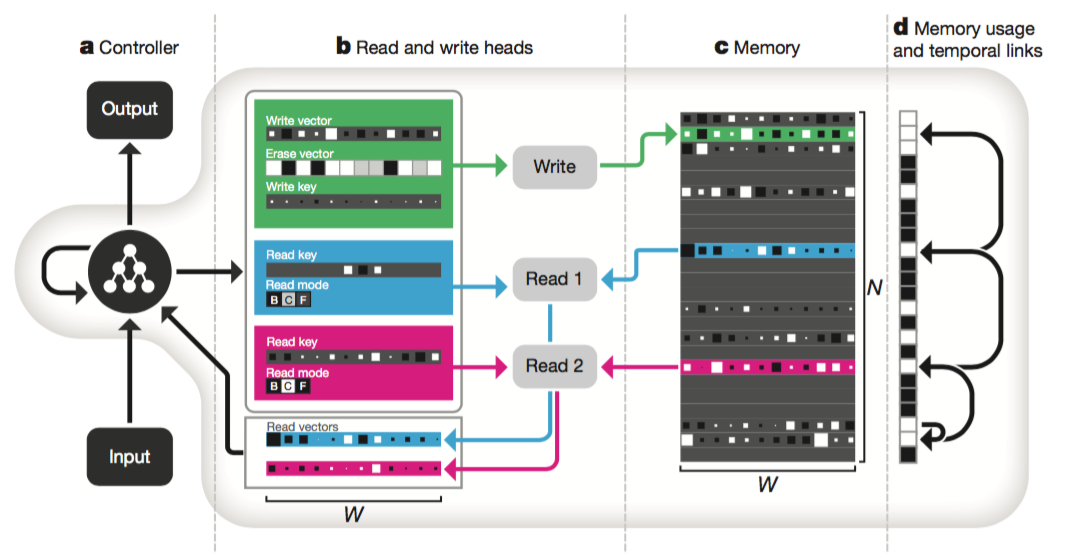 a Controller
b Read and write heads
c Memory
d Memory usage
and temporal links
Output
Input
Write vector
Erase vector
Write key
Read key
Read mode
B C F
Read key
Read mode
B C F
Read vectors
W
Write
Read 1
Read 2
N
W